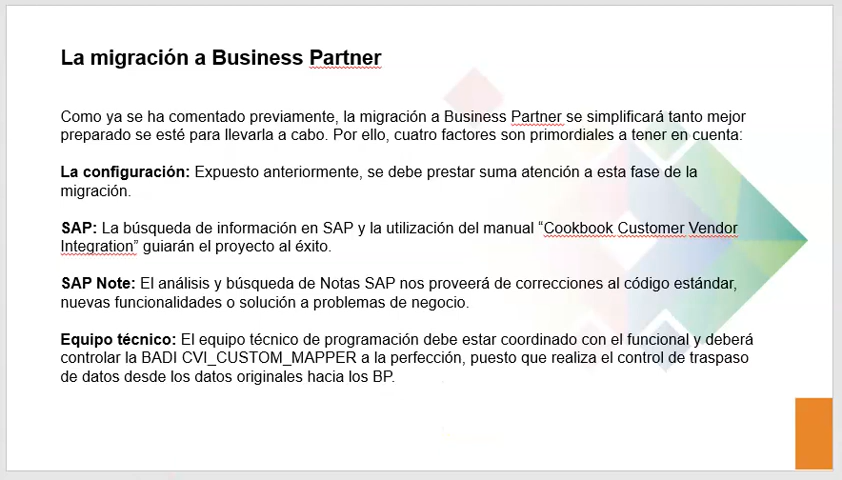 La migración a Business Partner
Como ya se ha comentado previamente, la migración a Business Partner se simplificará tanto mejor
preparado se esté para llevarla a cabo. Por ello, cuatro factores son primordiales a tener en cuenta:
La configuración: Expuesto anteriormente, se debe prestar suma atención a esta fase de la
migración.
SAP: La búsqueda de información en SAP y la utilización del manual “Cookbook Customer Vendor
Integration” guiarán el proyecto al éxito.
SAP Note: El análisis y búsqueda de Notas SAP nos proveerá de correcciones al código estándar,
nuevas funcionalidades o solución a problemas de negocio.
Equipo técnico: El equipo técnico de programación debe estar coordinado con el funcional y deberá
controlar la BADI CVI_CUSTOM_MAPPER a la perfección, puesto que realiza el control de traspaso
de datos desde los datos originales hacia los BP.